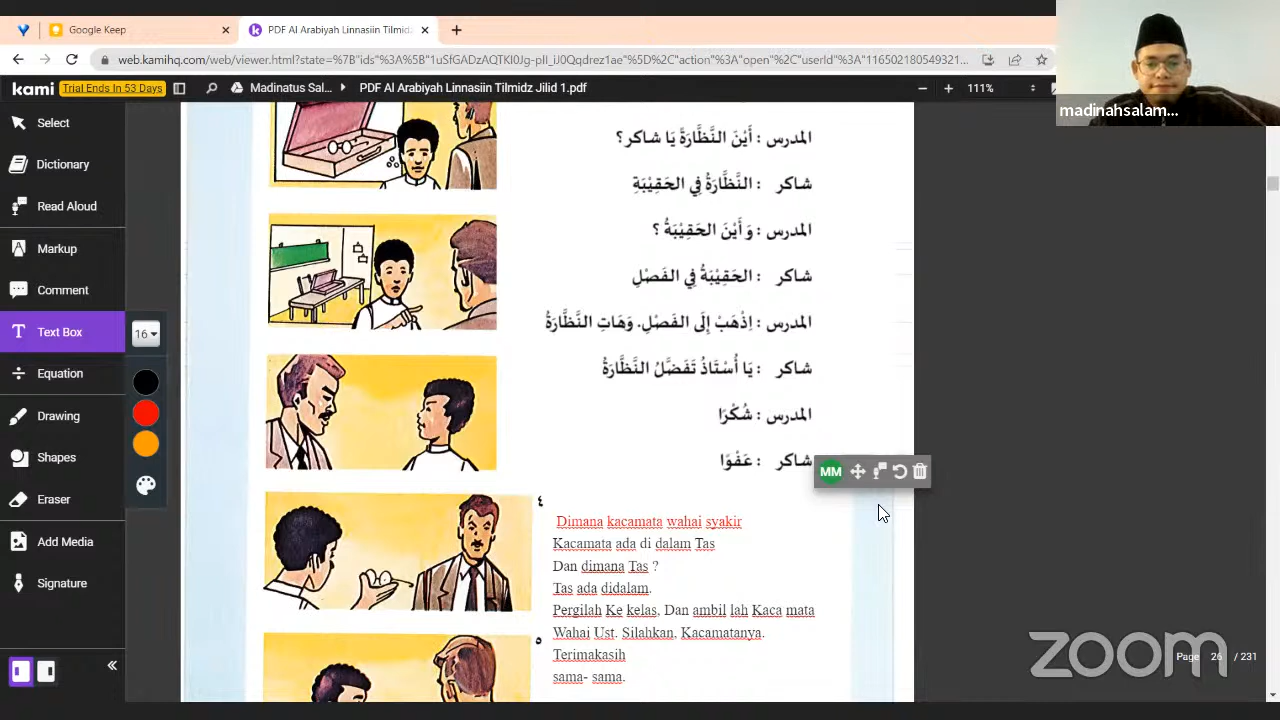 Google Keep
PDF Al Arabiyah Linnasiin Tilmidz
web.kamihq.com/web/viewer.html?state=%7B"ids"%3A%5B"1uSfGADzAQTKI0Jg-pII_iJ0Qqdrez1ae"%5D%2C"action"%3A"open"%2C"userId"%3A"116502180549321...
madinahsalam...
kami
Trial Ends In 53 Days
Madinatus Sal...
PDF Al Arabiyah Linnasiin Tilmidz Jilid 1.pdf
111%
Select
Dictionary
Read Aloud
Markup
Comment
Text Box
Equation
Drawing
Shapes
Eraser
Add Media
Signature
16
المدرس : أَيْنَ النَّظَّارَةُ يَا شاكر؟
شاكر : النَّظَّارَةُ فِي الحَقِيْبَةِ
المدرس : وَ أَيْنَ الحَقِيْبَةُ ؟
شاكر : الحَقِيْبَةُ فِي الفَصْلِ
المدرس : اِذْهَبْ إِلَى الفَصْلِ. وَهَاتِ النَّظَّارَةُ
شاكر : يَا أُسْتَاذُ تَفَضَّلُ النَّظَّارَةُ
المدرس : شُكْرَا
شاكر : عَفْوَا
MM
٤
Dimana kacamata wahai syakir
Kacamata ada di dalam Tas
Dan dimana Tas ?
Tas ada didalam.
Pergilah Ke kelas, Dan ambil lah Kaca mata
Wahai Ust. Silahkan, Kacamatanya.
Terimakasih
sama- sama.
٥
zoom
Page 26 / 231